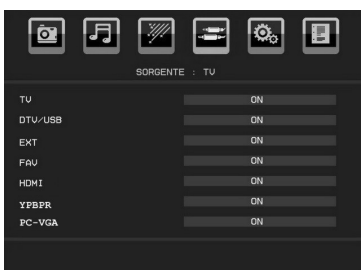 SORGENTE : TV
TV ON
DTV/USB ON
EXT ON
FAV ON
HDMI ON
YPBPR ON
PC-VGA ON